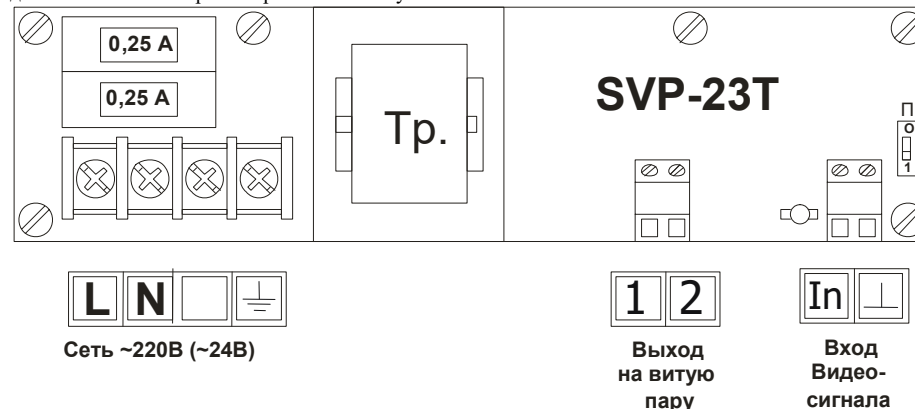 0,25 А
0,25 А
Тр.
SVP-23T
П
0
1
L N
1 2
In
Сеть ~220В (~24В)
Выход
на витую
пару
Вход
Видео-
сигнала